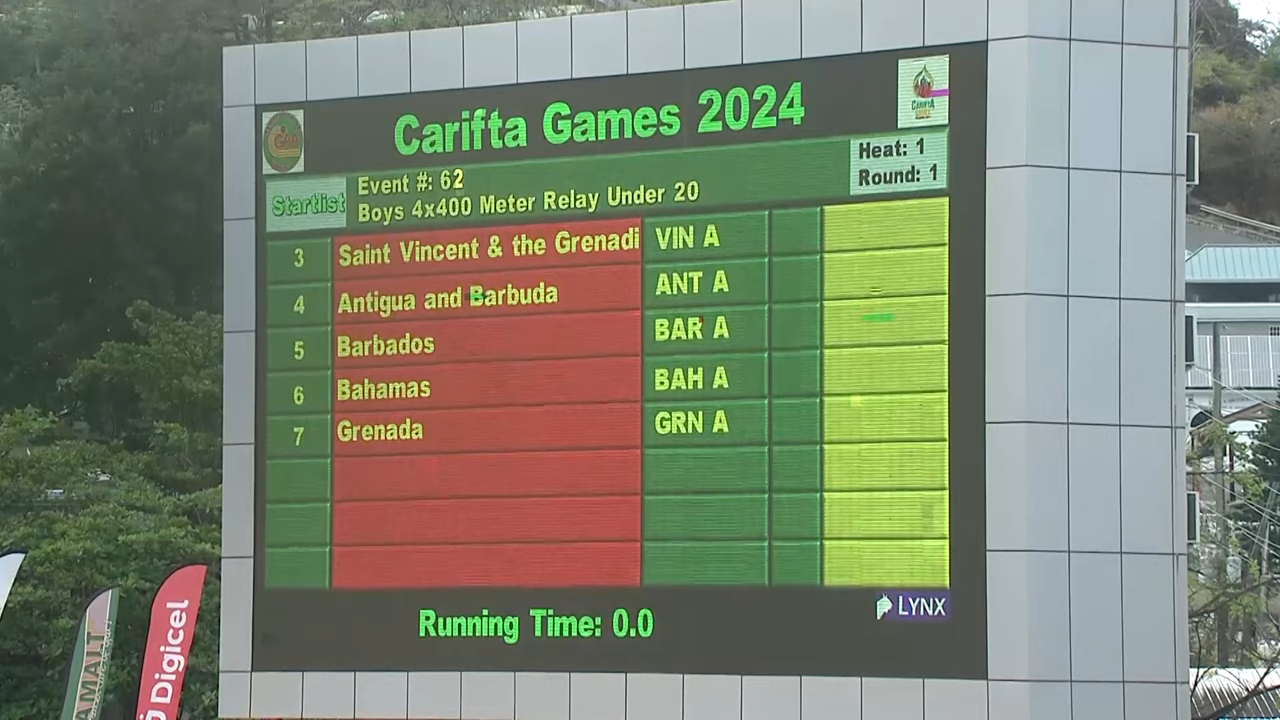 Carifta Games 2024
GAA
CARIFTA
Startlist
Event #: 62
Boys 4x400 Meter Relay Under 20
Heat: 1
Round: 1
3 Saint Vincent & the Grenadi VIN A
4 Antigua and Barbuda ANT A
5 Barbados BAR A
6 Bahamas BAH A
7 Grenada GRN A
Running Time: 0.0
LYNX
Digicel